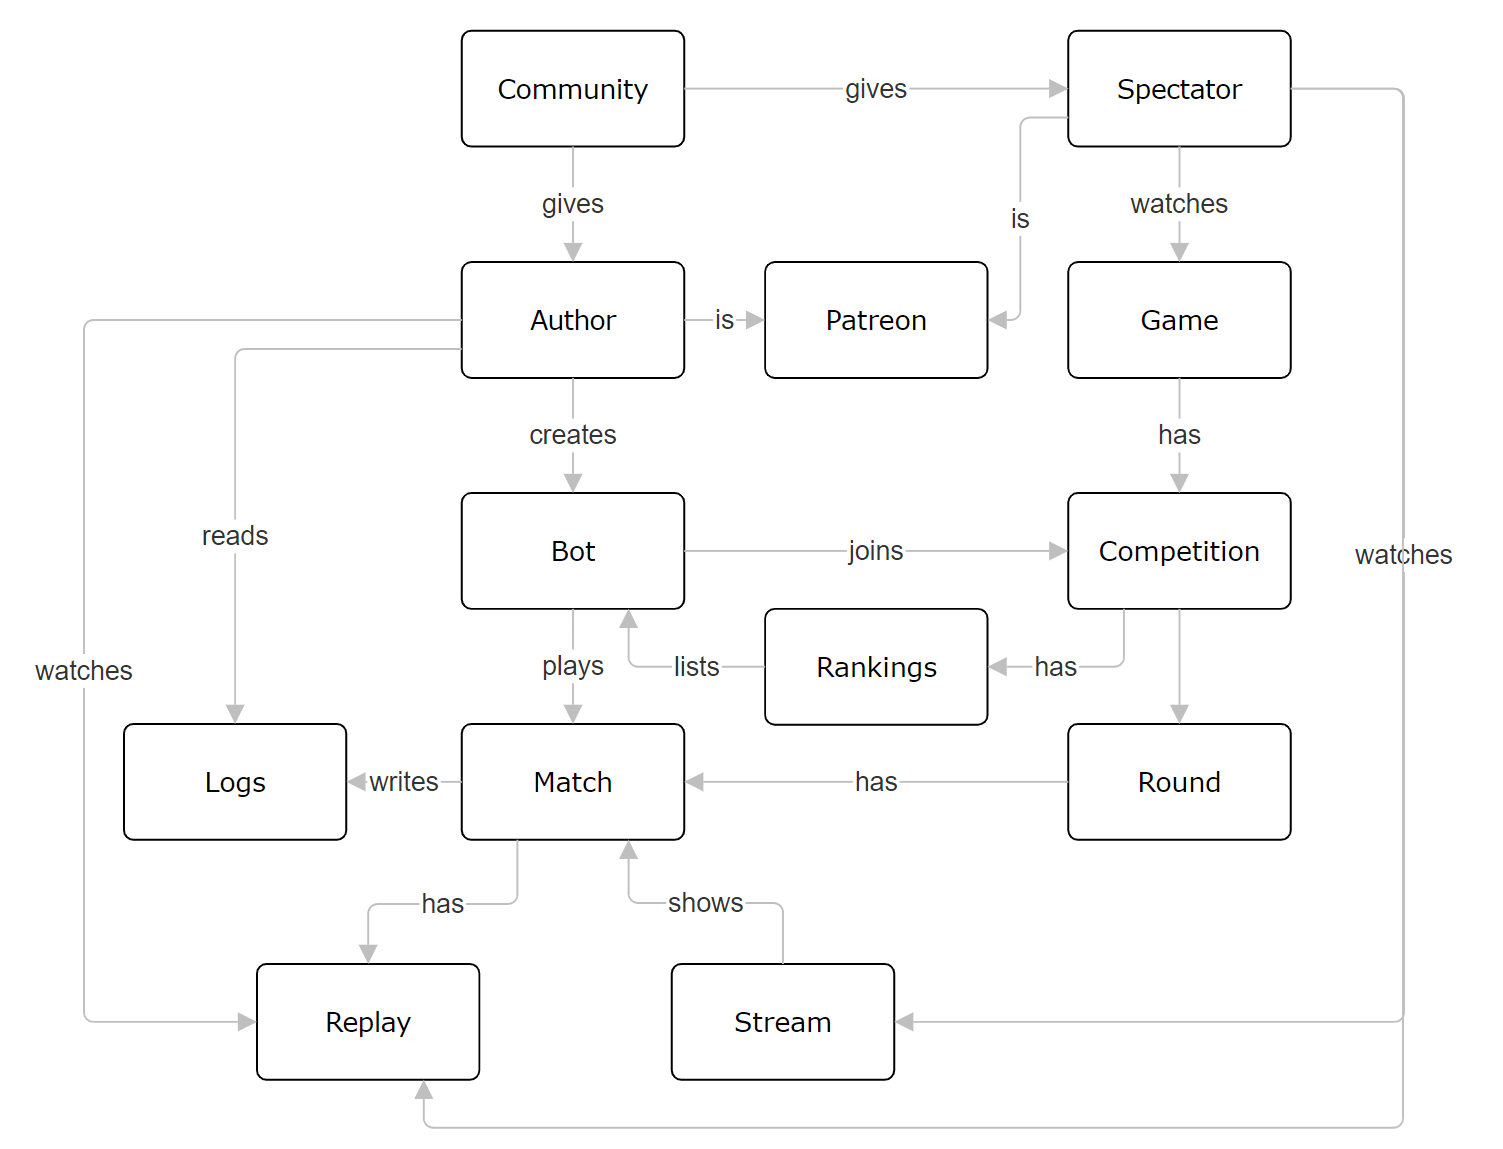 Community
gives
Spectator
gives
is
watches
Author
is
Patreon
Game
creates
has
reads
Bot
joins
Competition
watches
watches
plays
lists
Rankings
has
Logs
writes
Match
has
Round
has
shows
Replay
Stream